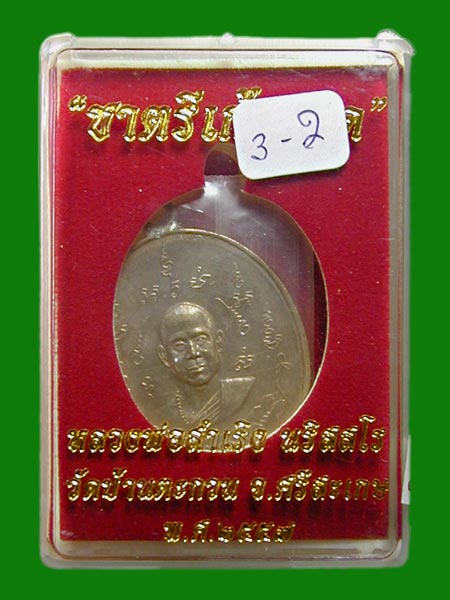 “ชาตรี
3-2
หลวงพ่อสำเริง นริสสโร
วัดบ้านตะกวน จ.ศรีสะเกษ
พ.ศ.๒๕๕๗